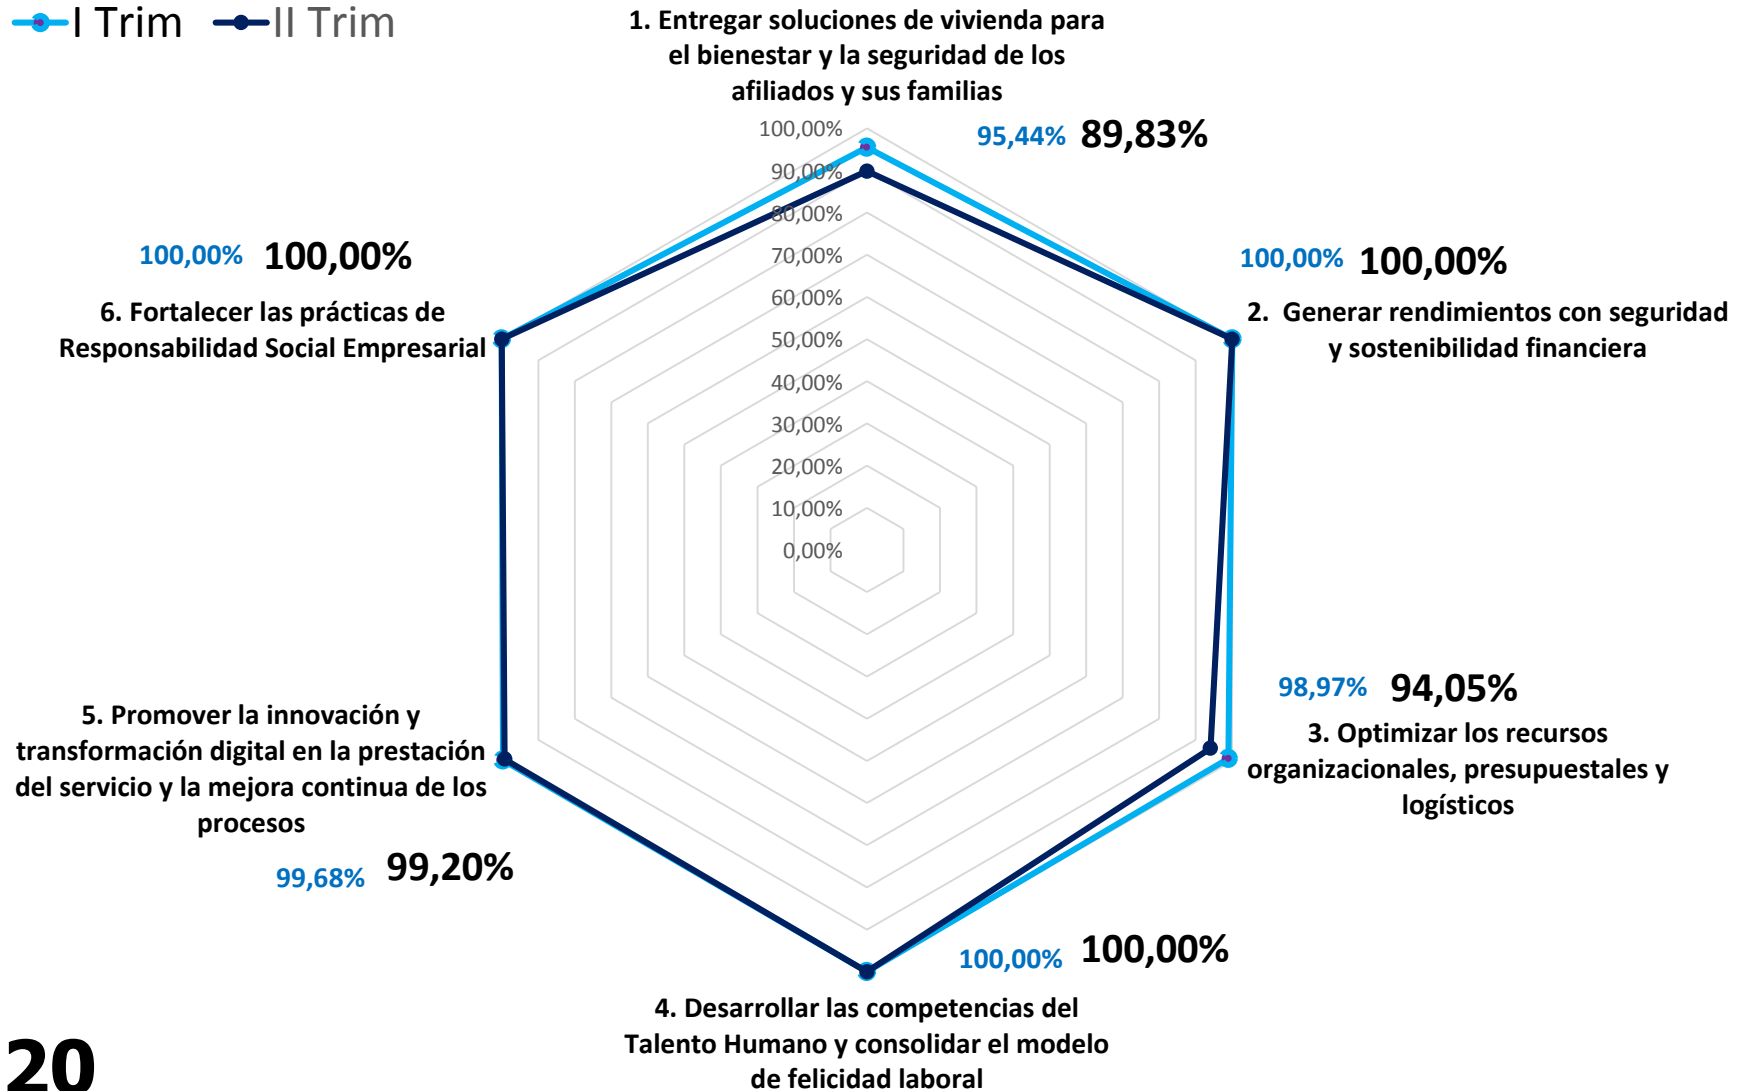 I Trim II Trim
1. Entregar soluciones de vivienda para
el bienestar y la seguridad de los
afiliados y sus familias
95,44% 89,83%
100,00%
90,00%
80,00%
70,00%
60,00%
50,00%
40,00%
30,00%
20,00%
10,00%
0,00%
100,00% 100,00%
2. Generar rendimientos con seguridad
y sostenibilidad financiera
98,97% 94,05%
3. Optimizar los recursos
organizacionales, presupuestales y
logísticos
100,00% 100,00%
4. Desarrollar las competencias del
Talento Humano y consolidar el modelo
de felicidad laboral
5. Promover la innovación y
transformación digital en la prestación
del servicio y la mejora continua de los
procesos
99,68% 99,20%
100,00% 100,00%
6. Fortalecer las prácticas de
Responsabilidad Social Empresarial
20